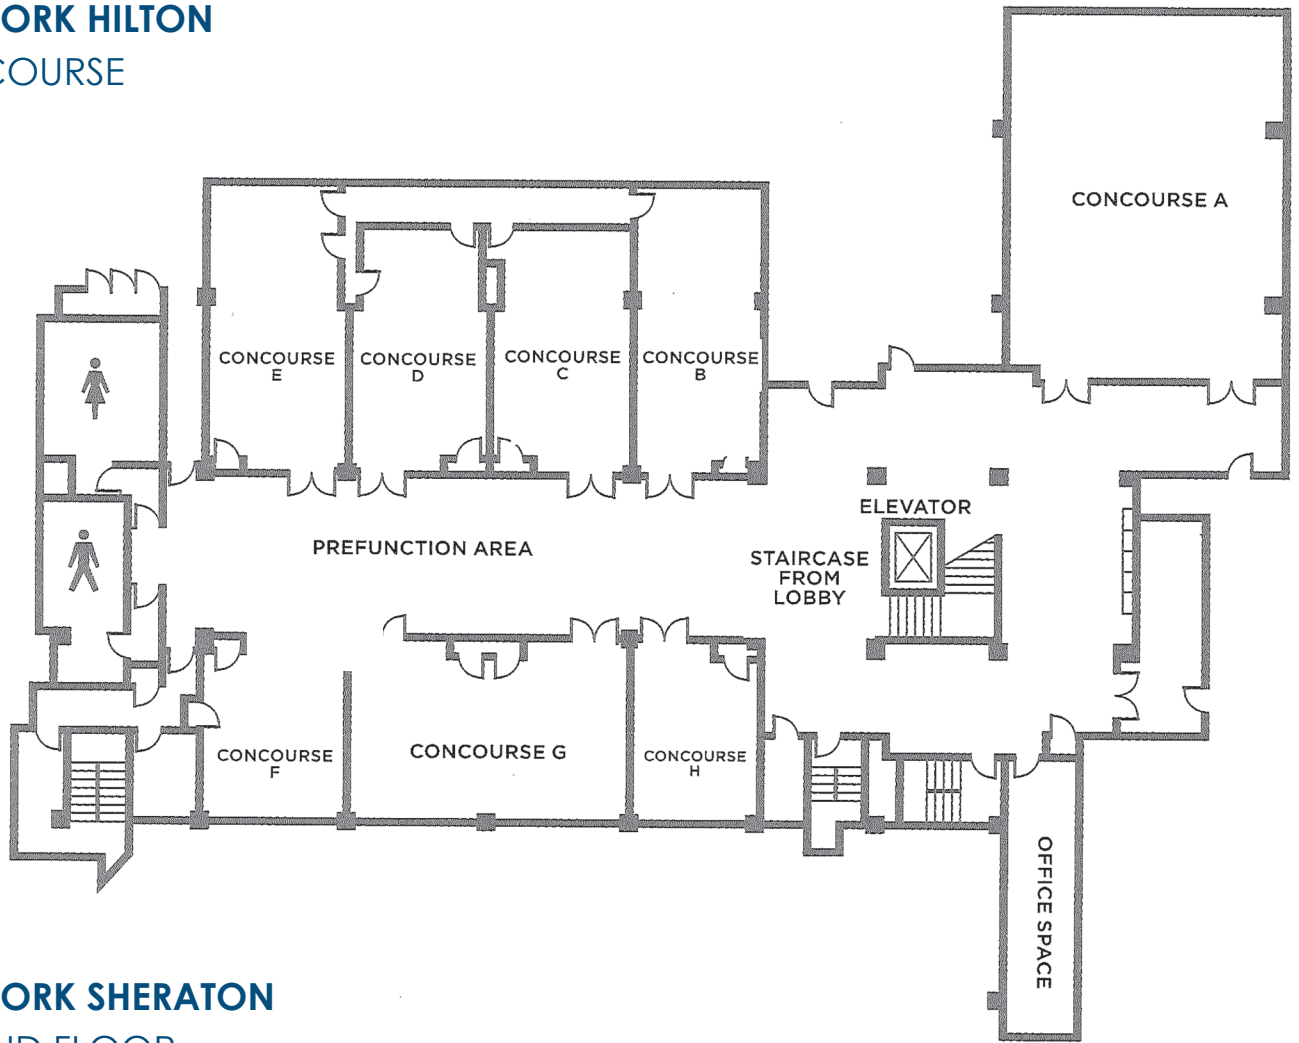 ORK HILTON
COURSE
CONCOURSE A
CONCOURSE
E
CONCOURSE
D
CONCOURSE
C
CONCOURSE
B
ELEVATOR
PREFUNCTION AREA
STAIRCASE
FROM
LOBBY
CONCOURSE
F
CONCOURSE G
CONCOURSE
H
OFFICE SPACE
ORK SHERATON